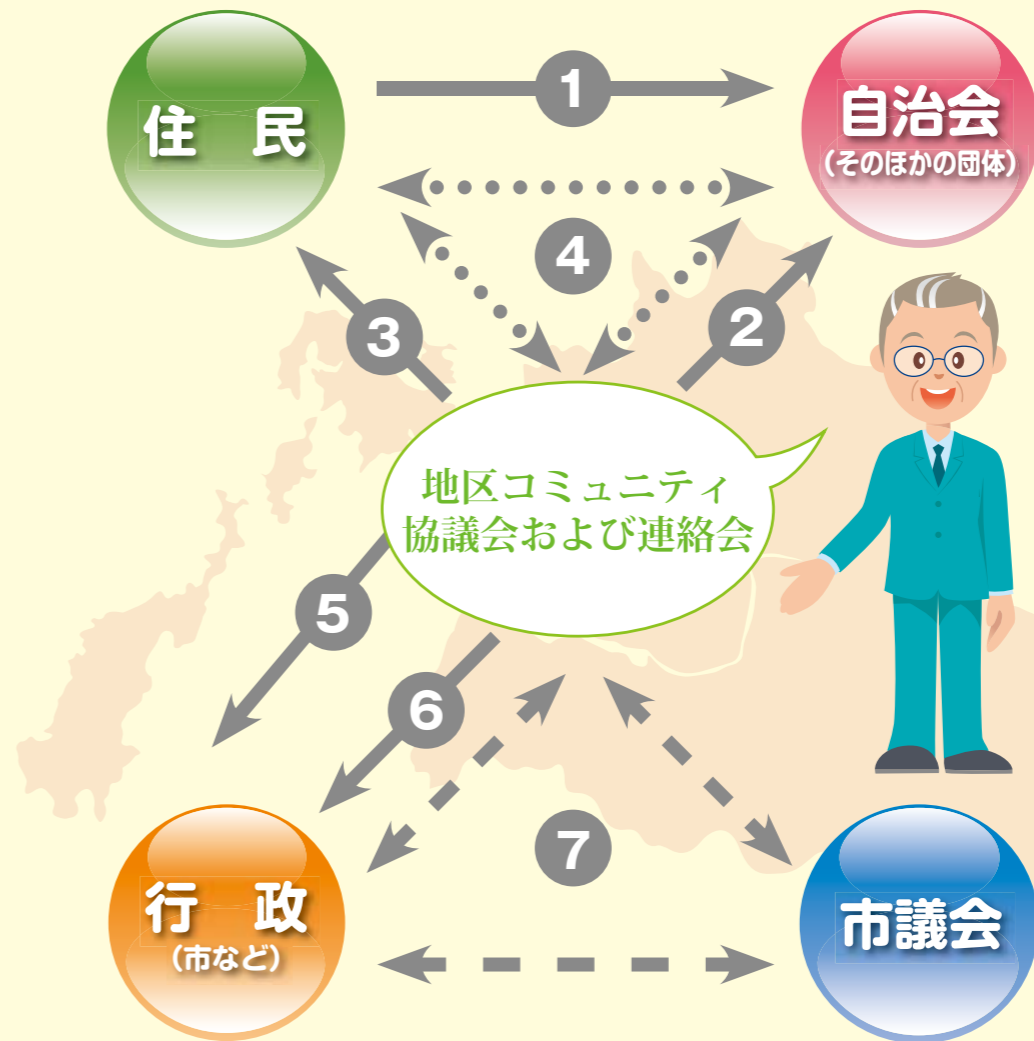 住 民
1
自治会
(そのほかの団体)
4
3
2
地区コミュニティ
協議会および連絡会
5
6
7
行 政
(市など)
市議会